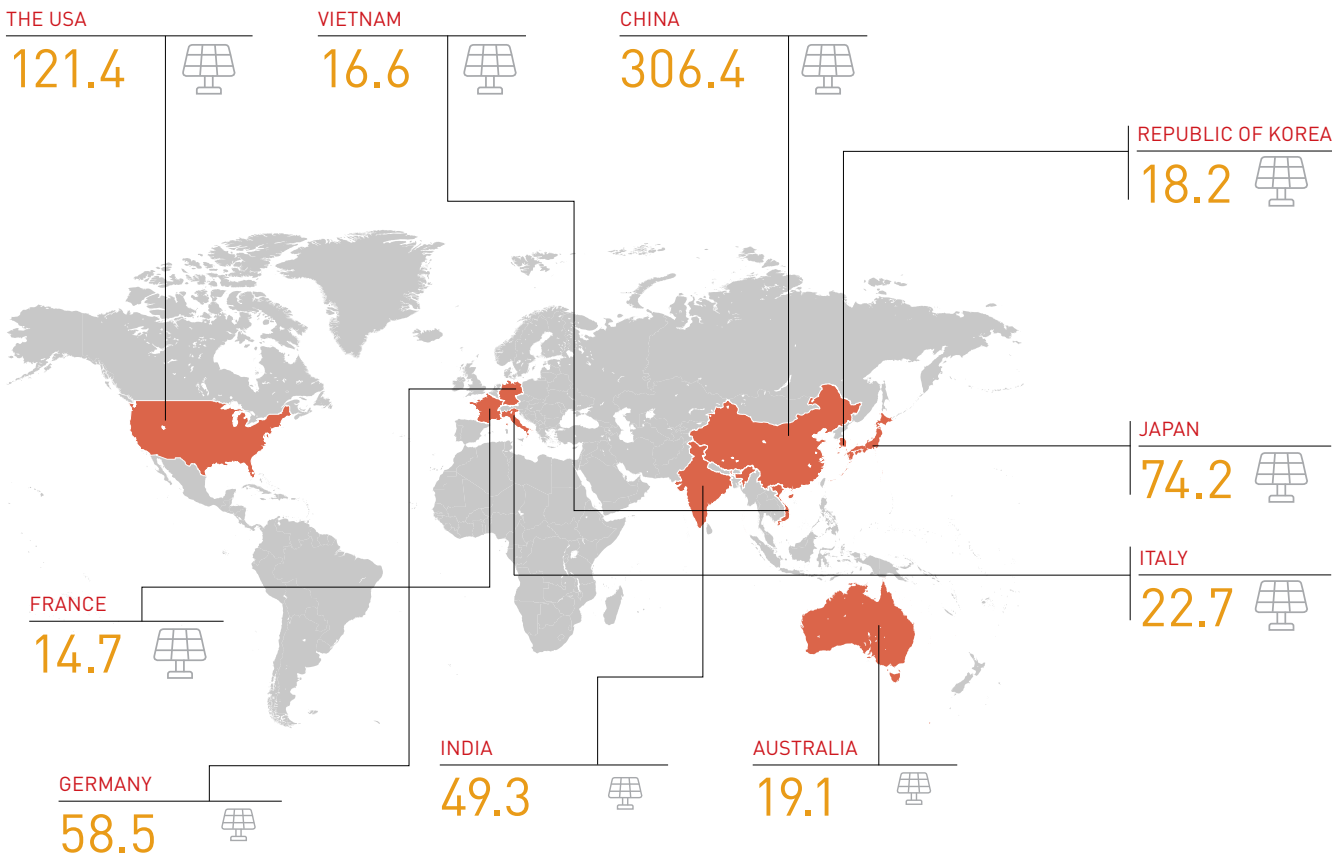 THE USA
121.4
VIETNAM
16.6
CHINA
306.4
REPUBLIC OF KOREA
18.2
JAPAN
74.2
ITALY
22.7
FRANCE
14.7
INDIA
49.3
AUSTRALIA
19.1
GERMANY
58.5